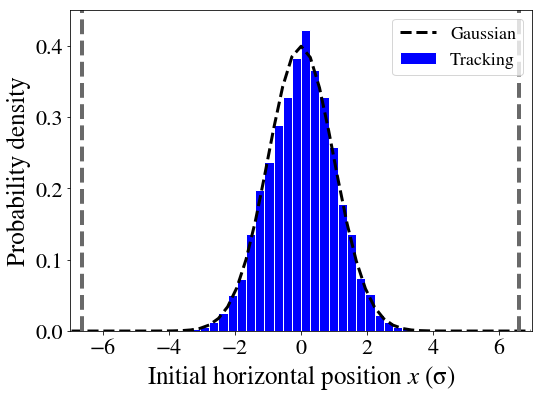 Probability density
0.4
0.3
0.2
0.1
0.0
Gaussian
Tracking
−6 −4 −2 0 2 4 6
Initial horizontal position x (σ)